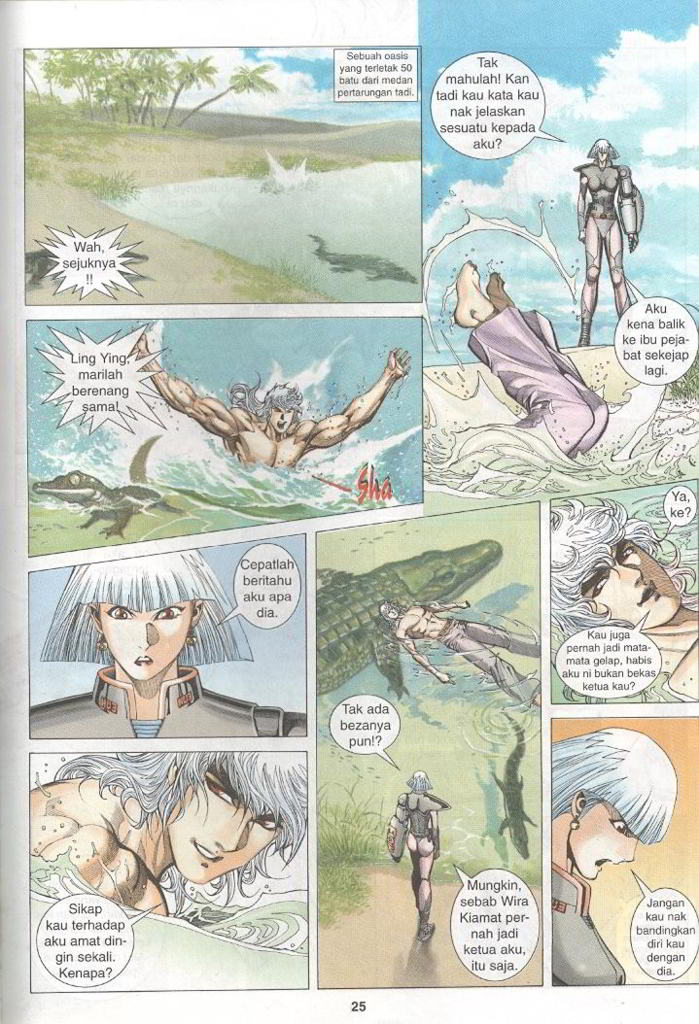 Sebuah oasis
yang terletak 50
batu dari medan
pertarungan tadi.
Wah,
sejuknya
!!
Tak
mahulah! Kan
tadi kau kata kau
nak jelaskan
sesuatu kepada
aku?
Aku
kena balik
ke ibu peja-
bat sekejap
lagi.
Ling Ying,
marilah
berenang
sama!
Sha
Cepatlah
beritahu
aku apa
dia.
Sikap
kau terhadap
aku amat din-
gin sekali.
Kenapa?
Tak ada
bezanya
pun!?
Mungkin,
sebab Wira
Kiamat per-
nah jadi
ketua aku,
itu saja.
Ya,
ke?
Kau juga
pernah jadi mata-
mata gelap, habis
aku ni bukan bekas
ketua kau?
Jangan
kau nak
bandingkan
diri kau
dengan
dia.
25